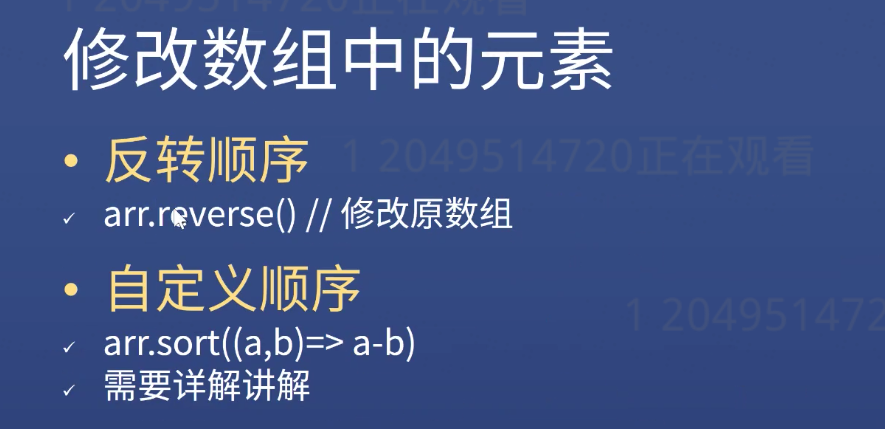 1 2049514720正在观看
修改数组中的元素
• 反转顺序
1 2049514720正在观看
✓ arr.reverse() // 修改原数组
• 自定义顺序
1 204951472
✓ arr.sort((a,b)=> a-b)
✓ 需要详解讲解